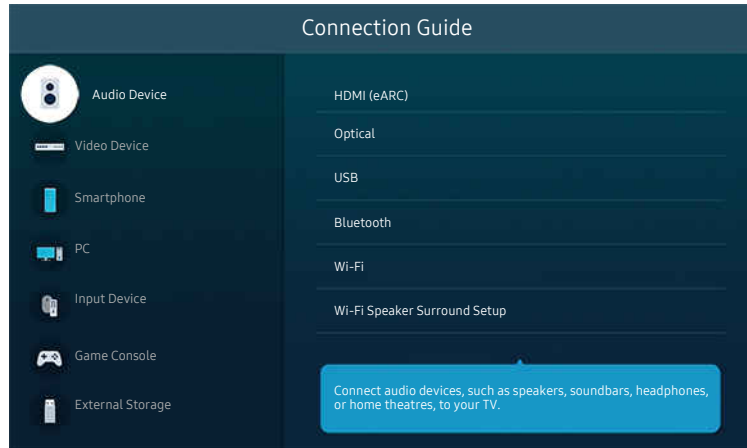 Connection Guide
Audio Device
Video Device
Smartphone
PC
Input Device
Game Console
External Storage
HDMI (eARC)
Optical
USB
Bluetooth
Wi-Fi
Wi-Fi Speaker Surround Setup
Connect audio devices, such as speakers, soundbars, headphones,
or home theatres, to your TV.